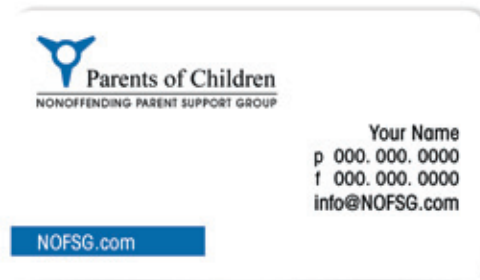 Parents of Children
NONOFFENDING PARENT SUPPORT GROUP
Your Name
p 000. 000. 0000
f 000. 000. 0000
info@NOFSG.com
NOFSG.com